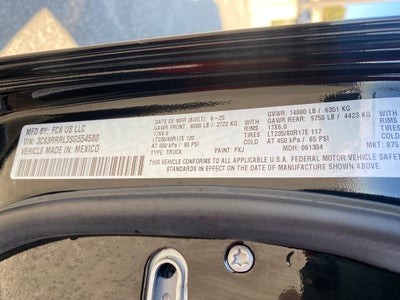 MFD BY: FCA US LLC
VIN: 3C63RRRL3SG554580
VEHICLE MADE IN: MEXICO
DATE OF MFR (BUILT): 6-25
GAWR FRONT: 6000 LB / 2722 KG WITH
17X6.0 RIMS
LT235/80R17E 120 TIRES
AT 550 kPa / 80 PSI COLD
TYPE: TRUCK
GVWR: 14000 LB / 6351 KG
GAWR REAR: 9750 LB / 4423 KG
17X6.0
LT235/80R17E 117
AT 450 kPa / 65 PSI
PAINT: PXJ
MDH: 061304
MKT: 875
THIS VEHICLE CONFORMS TO ALL APPLICABLE U.S.A. FEDERAL MOTOR VEHICLE SAFETY
STANDARDS IN EFFECT ON THE DATE OF MANUFACTURE SHOWN ABOVE